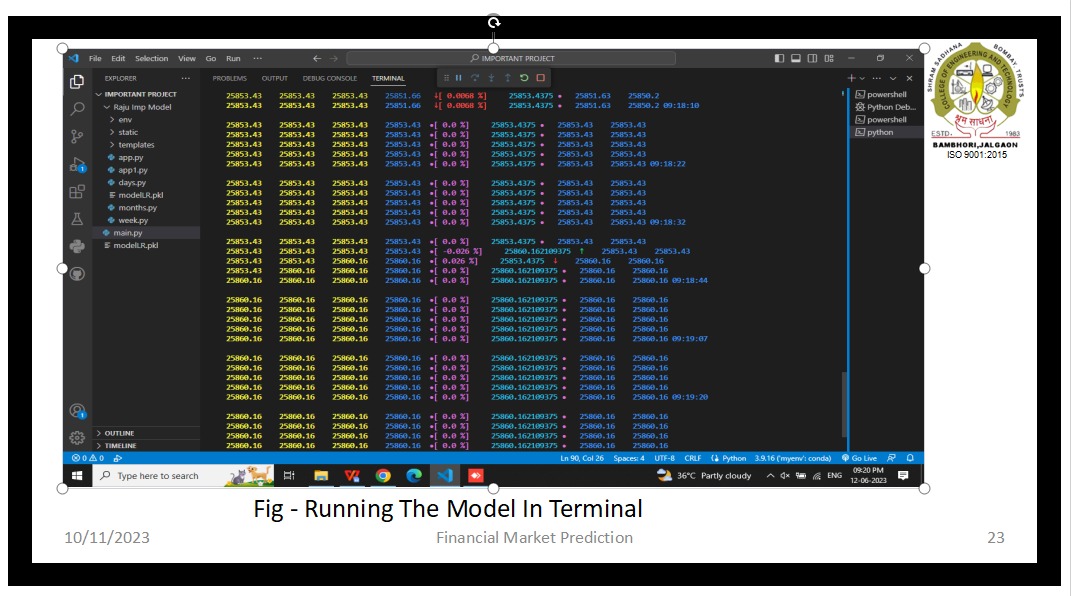 File Edit Selection View Go Run ··· IMPORTANT PROJECT
EXPLORER ···
IMPORTANT PROJECT
Raju Imp Model
env
static
templates
app.py
app1.py
days.py
modelLR.pkl
months.py
week.py
main.py
modelLR.pkl
OUTLINE
TIMELINE
PROBLEMS OUTPUT DEBUG CONSOLE TERMINAL
25853.43 25853.43 25853.43 25851.66 ↓[ 0.0068 %] 25853.4375 • 25851.63 25850.2
25853.43 25853.43 25853.43 25851.66 ↓[ 0.0068 %] 25853.4375 • 25851.63 25850.2 09:18:10
25853.43 25853.43 25853.43 25853.43 •[ 0.0 %] 25853.4375 • 25853.43 25853.43
25853.43 25853.43 25853.43 25853.43 •[ 0.0 %] 25853.4375 • 25853.43 25853.43
25853.43 25853.43 25853.43 25853.43 •[ 0.0 %] 25853.4375 • 25853.43 25853.43
25853.43 25853.43 25853.43 25853.43 •[ 0.0 %] 25853.4375 • 25853.43 25853.43
25853.43 25853.43 25853.43 25853.43 •[ 0.0 %] 25853.4375 • 25853.43 25853.43 09:18:22
25853.43 25853.43 25853.43 25853.43 •[ 0.0 %] 25853.4375 • 25853.43 25853.43
25853.43 25853.43 25853.43 25853.43 •[ 0.0 %] 25853.4375 • 25853.43 25853.43
25853.43 25853.43 25853.43 25853.43 •[ 0.0 %] 25853.4375 • 25853.43 25853.43
25853.43 25853.43 25853.43 25853.43 •[ 0.0 %] 25853.4375 • 25853.43 25853.43
25853.43 25853.43 25853.43 25853.43 •[ 0.0 %] 25853.4375 • 25853.43 25853.43 09:18:32
25853.43 25853.43 25853.43 25853.43 •[ 0.0 %] 25853.4375 • 25853.43 25853.43
25853.43 25853.43 25853.43 25853.43 •[ -0.026 %] 25860.162109375 ↑ 25853.43 25853.43
25853.43 25853.43 25860.16 25860.16 •[ 0.026 %] 25853.4375 ↓ 25860.16 25860.16
25860.16 25860.16 25860.16 25860.16 •[ 0.0 %] 25860.162109375 • 25860.16 25860.16
25860.16 25860.16 25860.16 25860.16 •[ 0.0 %] 25860.162109375 • 25860.16 25860.16 09:18:44
25860.16 25860.16 25860.16 25860.16 •[ 0.0 %] 25860.162109375 • 25860.16 25860.16
25860.16 25860.16 25860.16 25860.16 •[ 0.0 %] 25860.162109375 • 25860.16 25860.16
25860.16 25860.16 25860.16 25860.16 •[ 0.0 %] 25860.162109375 • 25860.16 25860.16
25860.16 25860.16 25860.16 25860.16 •[ 0.0 %] 25860.162109375 • 25860.16 25860.16
25860.16 25860.16 25860.16 25860.16 •[ 0.0 %] 25860.162109375 • 25860.16 25860.16 09:19:07
25860.16 25860.16 25860.16 25860.16 •[ 0.0 %] 25860.162109375 • 25860.16 25860.16
25860.16 25860.16 25860.16 25860.16 •[ 0.0 %] 25860.162109375 • 25860.16 25860.16
25860.16 25860.16 25860.16 25860.16 •[ 0.0 %] 25860.162109375 • 25860.16 25860.16
25860.16 25860.16 25860.16 25860.16 •[ 0.0 %] 25860.162109375 • 25860.16 25860.16
25860.16 25860.16 25860.16 25860.16 •[ 0.0 %] 25860.162109375 • 25860.16 25860.16 09:19:20
25860.16 25860.16 25860.16 25860.16 •[ 0.0 %] 25860.162109375 • 25860.16 25860.16
25860.16 25860.16 25860.16 25860.16 •[ 0.0 %] 25860.162109375 • 25860.16 25860.16
25860.16 25860.16 25860.16 25860.16 •[ 0.0 %] 25860.162109375 • 25860.16 25860.16
25860.16 25860.16 25860.16 25860.16 •[ 0.0 %] 25860.162109375 • 25860.16 25860.16
powershell
Python Deb...
powershell
python
0 0 Ln 90, Col 26 Spaces: 4 UTF-8 CRLF Python 3.9.16 ('myenv': conda) Go Live
Type here to search 36°C Partly cloudy ENG 09:20 PM
12-06-2023
SHRAM SADHANA BOMBAY TRUST'S
COLLEGE OF ENGINEERING AND TECHNOLOGY
श्रम साधना
ESTD. 1983
BAMBHORI,JALGAON
ISO 9001:2015
Fig - Running The Model In Terminal
10/11/2023 Financial Market Prediction 23